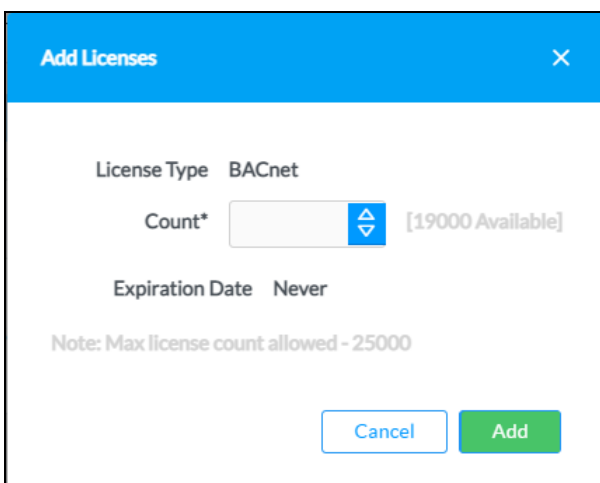 Add Licenses
License Type BACnet
Count* [19000 Available]
Expiration Date Never
Note: Max license count allowed - 25000
Cancel Add